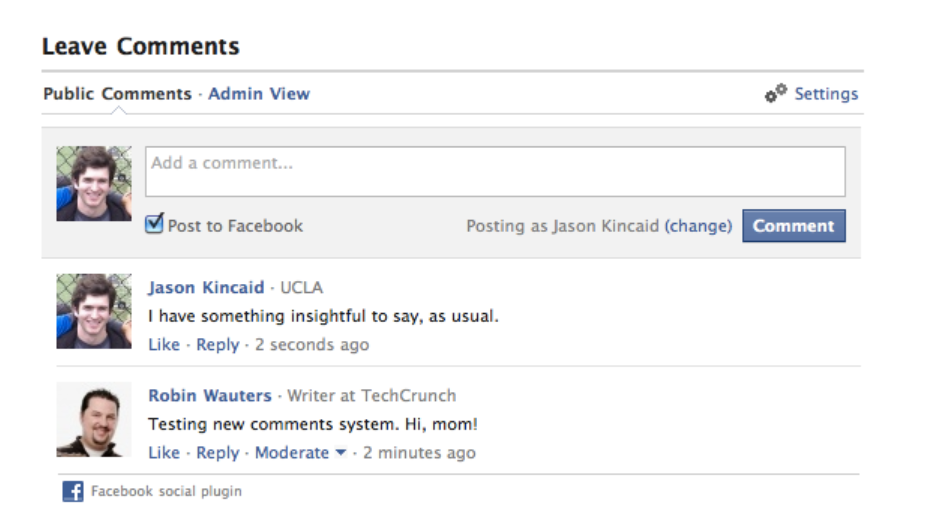 Leave Comments
Public Comments · Admin View Settings
Add a comment...
Post to Facebook Posting as Jason Kincaid (change) Comment
Jason Kincaid · UCLA
I have something insightful to say, as usual.
Like · Reply · 2 seconds ago
Robin Wauters · Writer at TechCrunch
Testing new comments system. Hi, mom!
Like · Reply · Moderate · 2 minutes ago
f Facebook social plugin